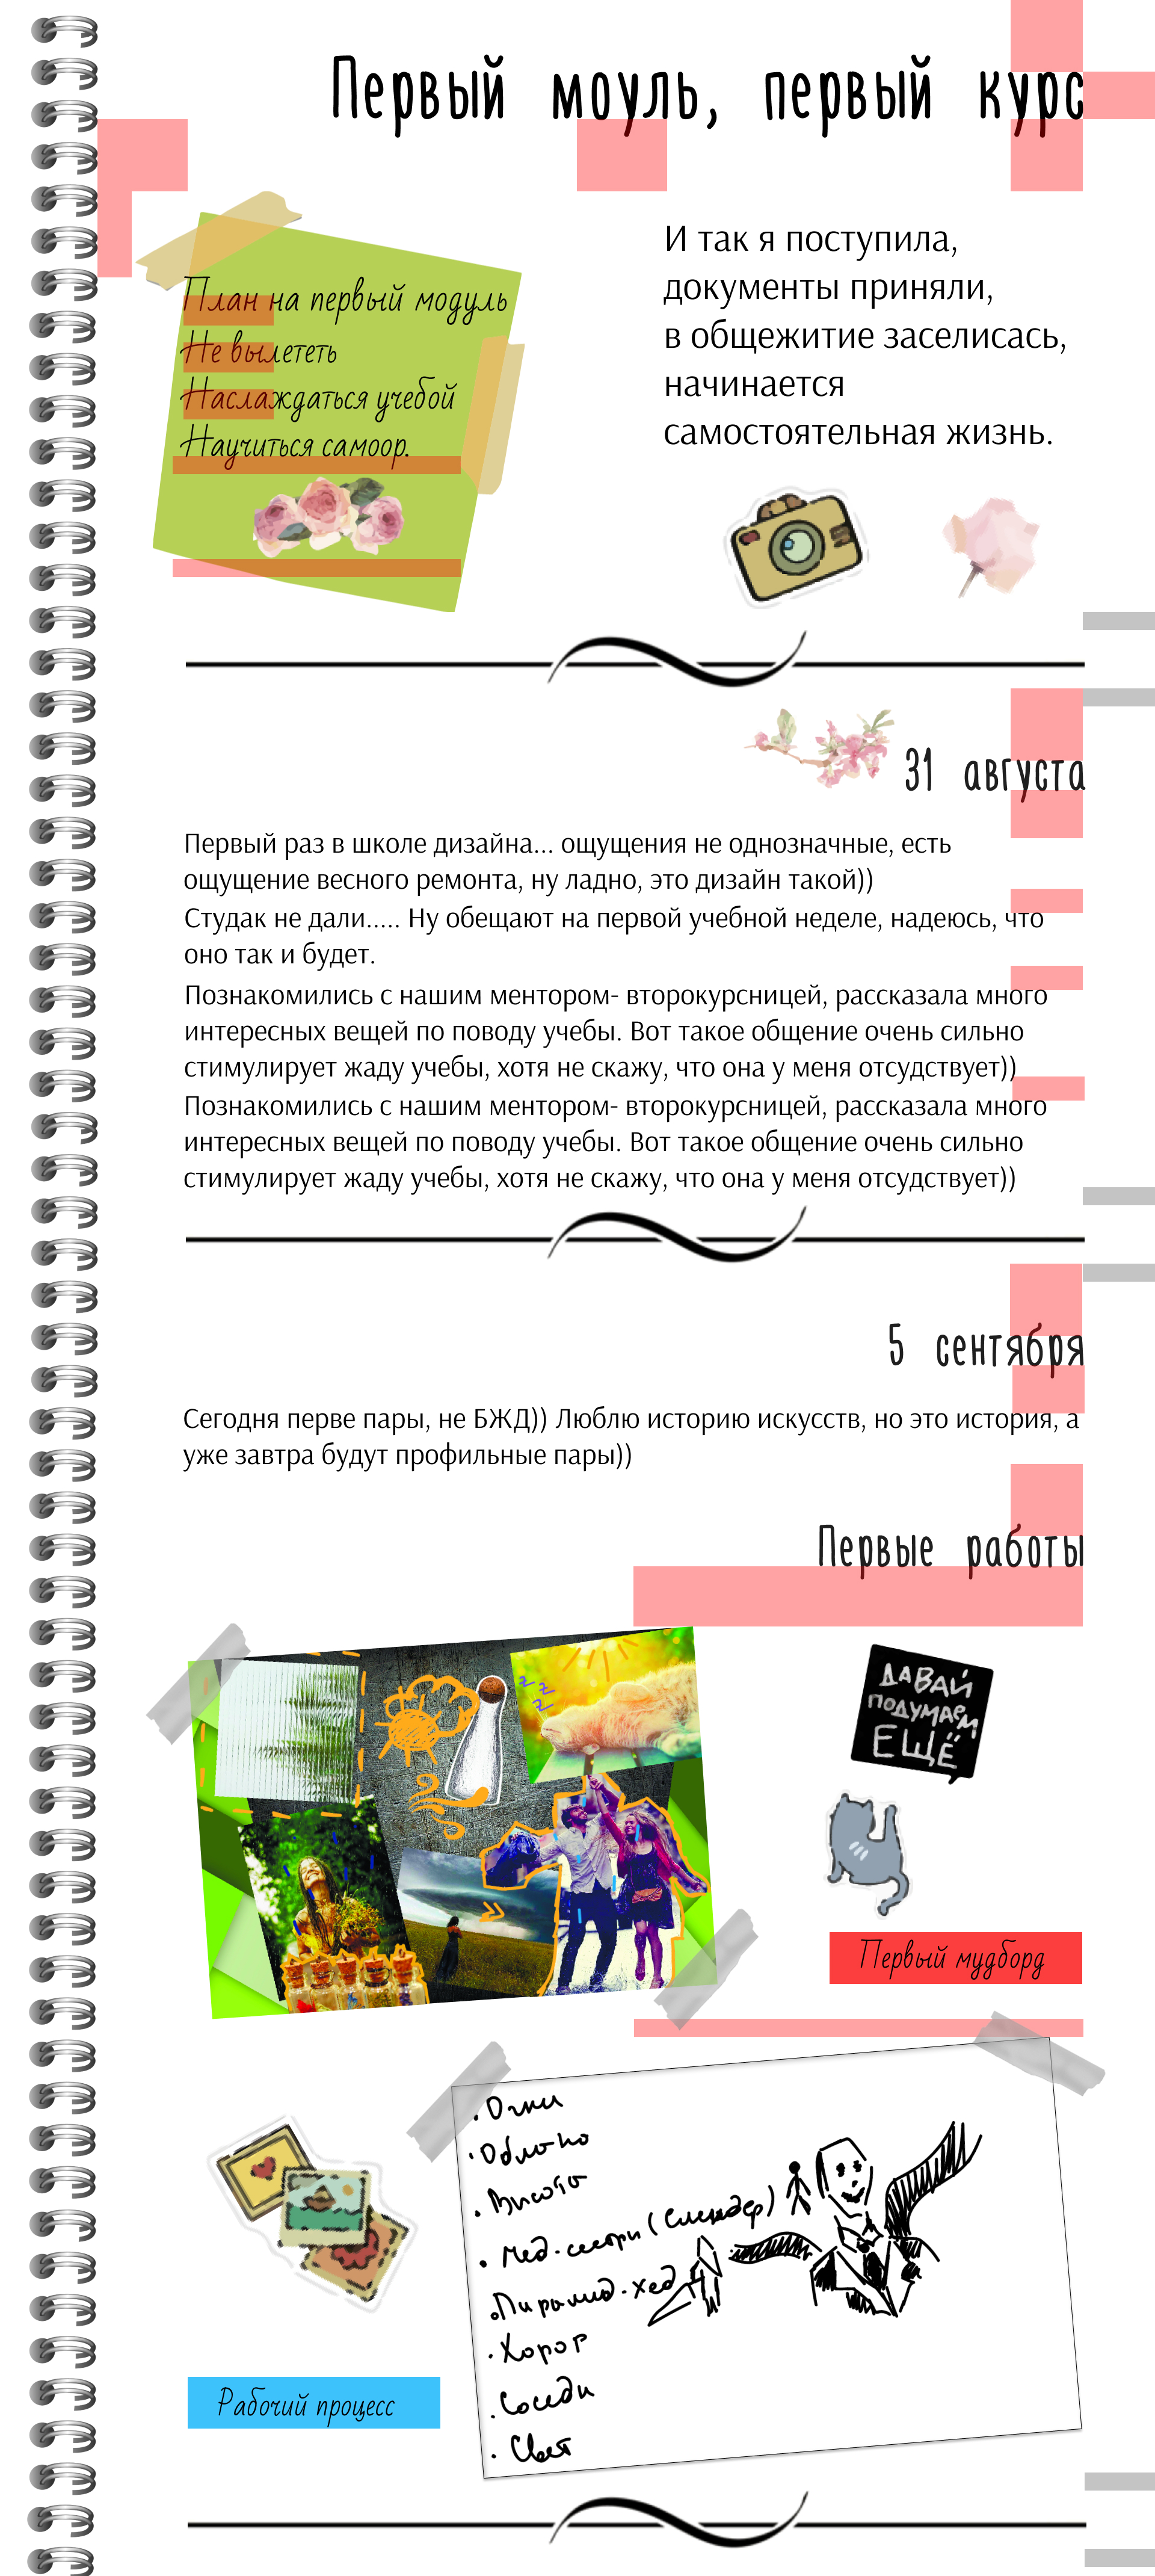 Первый моуль, первый курс
План на первый модуль
Не вылететь
Наслаждаться учебой
Научиться самоор.
И так я поступила,
документы приняли,
в общежитие заселисась,
начинается
самостоятельная жизнь.
31 августа
Первый раз в школе дизайна... ощущения не однозначные, есть
ощущение весного ремонта, ну ладно, это дизайн такой))
Студак не дали..... Ну обещают на первой учебной неделе, надеюсь, что
оно так и будет.
Познакомились с нашим ментором- второкурсницей, рассказала много
интересных вещей по поводу учебы. Вот такое общение очень сильно
стимулирует жаду учебы, хотя не скажу, что она у меня отсудствует))
Познакомились с нашим ментором- второкурсницей, рассказала много
интересных вещей по поводу учебы. Вот такое общение очень сильно
стимулирует жаду учебы, хотя не скажу, что она у меня отсудствует))
5 сентября
Сегодня перве пары, не БЖД)) Люблю историю искусств, но это история, а
уже завтра будут профильные пары))
Первые работы
z z
z
ДАВАЙ
ПОДУМАЕМ
ЕЩЁ
Первый мудборд
• Огни
• Облако
• Высота
• Мед-сестры (Слендер)
• Пирамид-хед
• Хорог
• Соседи
• Свет
Рабочий процесс